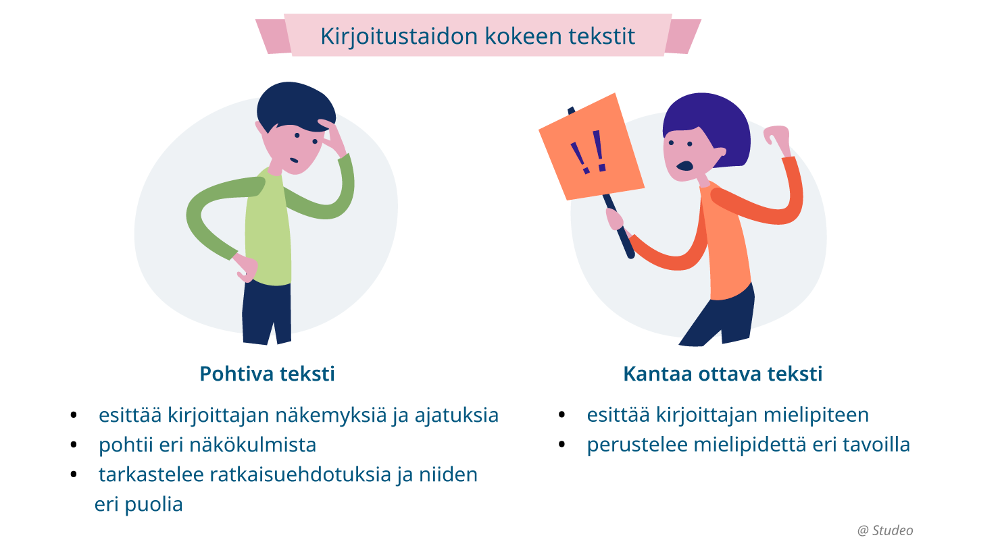 Kirjoitustaidon kokeen tekstit
!!
Pohtiva teksti
• esittää kirjoittajan näkemyksiä ja ajatuksia
• pohtii eri näkökulmista
• tarkastelee ratkaisuehdotuksia ja niiden
eri puolia
Kantaa ottava teksti
• esittää kirjoittajan mielipiteen
• perustelee mielipidettä eri tavoilla
@ Studeo